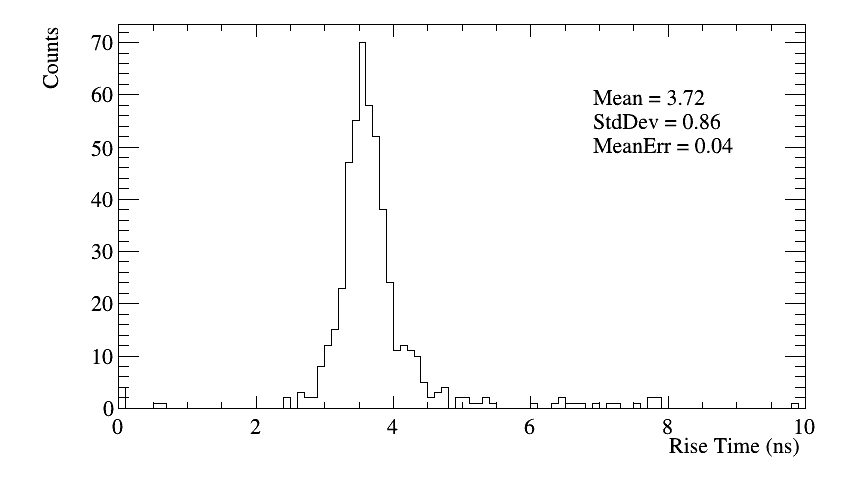 Counts
70
60
50
40
30
20
10
0
Mean = 3.72
StdDev = 0.86
MeanErr = 0.04
0 2 4 6 8 10
Rise Time (ns)